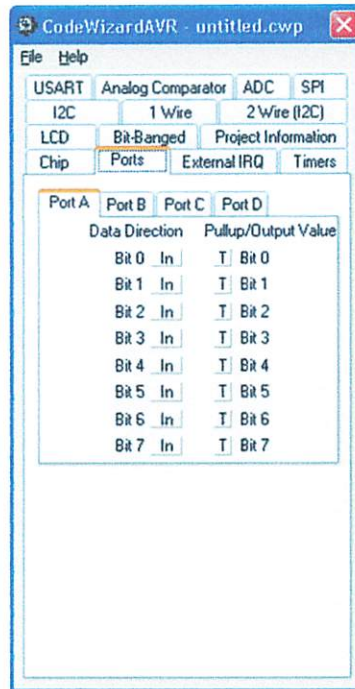 CodeWizardAVR - untitled.cwp
File Help
USART Analog Comparator ADC SPI
I2C 1 Wire 2 Wire (I2C)
LCD Bit-Banged Project Information
Chip Ports External IRQ Timers
Port A Port B Port C Port D
Data Direction Pullup/Output Value
Bit 0 In T Bit 0
Bit 1 In T Bit 1
Bit 2 In T Bit 2
Bit 3 In T Bit 3
Bit 4 In T Bit 4
Bit 5 In T Bit 5
Bit 6 In T Bit 6
Bit 7 In T Bit 7